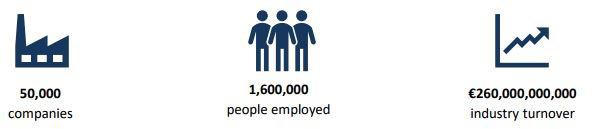 50,000
companies
1,600,000
people employed
€260,000,000,000
industry turnover